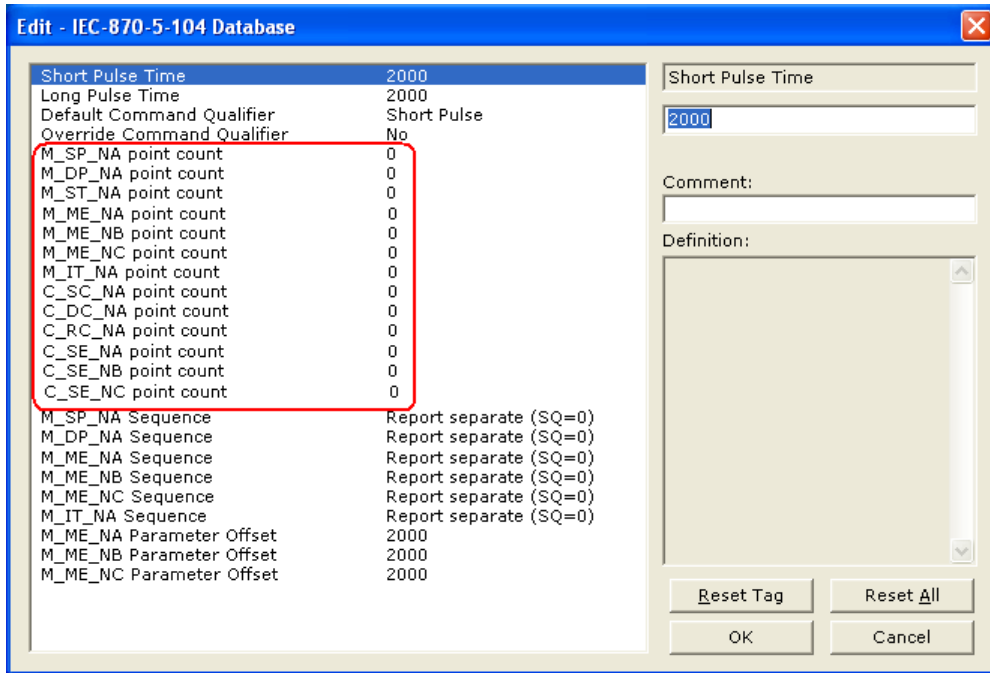 Edit - IEC-870-5-104 Database
Short Pulse Time 2000
Long Pulse Time 2000
Default Command Qualifier Short Pulse
Override Command Qualifier No
M_SP_NA point count 0
M_DP_NA point count 0
M_ST_NA point count 0
M_ME_NA point count 0
M_ME_NB point count 0
M_ME_NC point count 0
M_IT_NA point count 0
C_SC_NA point count 0
C_DC_NA point count 0
C_RC_NA point count 0
C_SE_NA point count 0
C_SE_NB point count 0
C_SE_NC point count 0
M_SP_NA Sequence Report separate (SQ=0)
M_DP_NA Sequence Report separate (SQ=0)
M_ME_NA Sequence Report separate (SQ=0)
M_ME_NB Sequence Report separate (SQ=0)
M_ME_NC Sequence Report separate (SQ=0)
M_IT_NA Sequence Report separate (SQ=0)
M_ME_NA Parameter Offset 2000
M_ME_NB Parameter Offset 2000
M_ME_NC Parameter Offset 2000
Short Pulse Time
2000
Comment:
Definition:
Reset Tag Reset All
OK Cancel